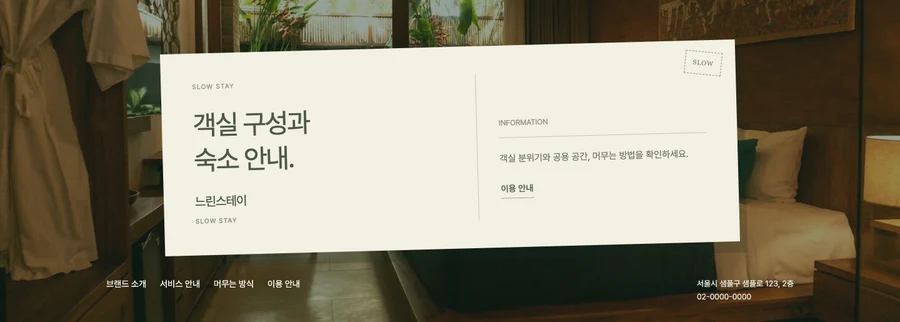 SLOW STAY
객실 구성과
숙소 안내.
느린스테이
SLOW STAY
SLOW
INFORMATION
객실 분위기와 공용 공간, 머무는 방법을 확인하세요.
이용 안내
브랜드 소개 서비스 안내 머무는 방식 이용 안내
서울시 샘플구 샘플로 123, 2층
02-0000-0000